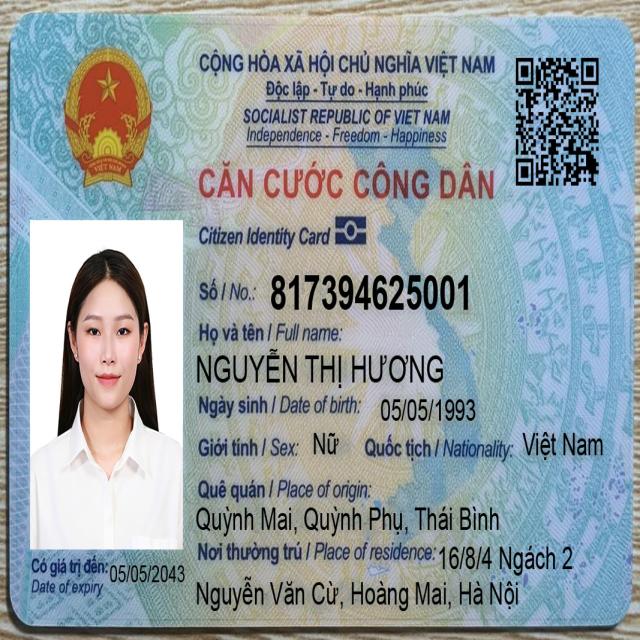 CỘNG HÒA XÃ HỘI CHỦ NGHĨA VIỆT NAM
Độc lập - Tự do - Hạnh phúc
SOCIALIST REPUBLIC OF VIET NAM
Independence - Freedom - Happiness
CĂN CƯỚC CÔNG DÂN
Citizen Identity Card
Số / No.: 817394625001
Họ và tên / Full name:
NGUYỄN THỊ HƯƠNG
Ngày sinh / Date of birth: 05/05/1993
Giới tính / Sex: Nữ Quốc tịch / Nationality: Việt Nam
Quê quán / Place of origin:
Quỳnh Mai, Quỳnh Phụ, Thái Bình
Nơi thường trú / Place of residence: 16/8/4 Ngách 2
Nguyễn Văn Cừ, Hoàng Mai, Hà Nội
Có giá trị đến: 05/05/2043
Date of expiry
VIỆT NAM